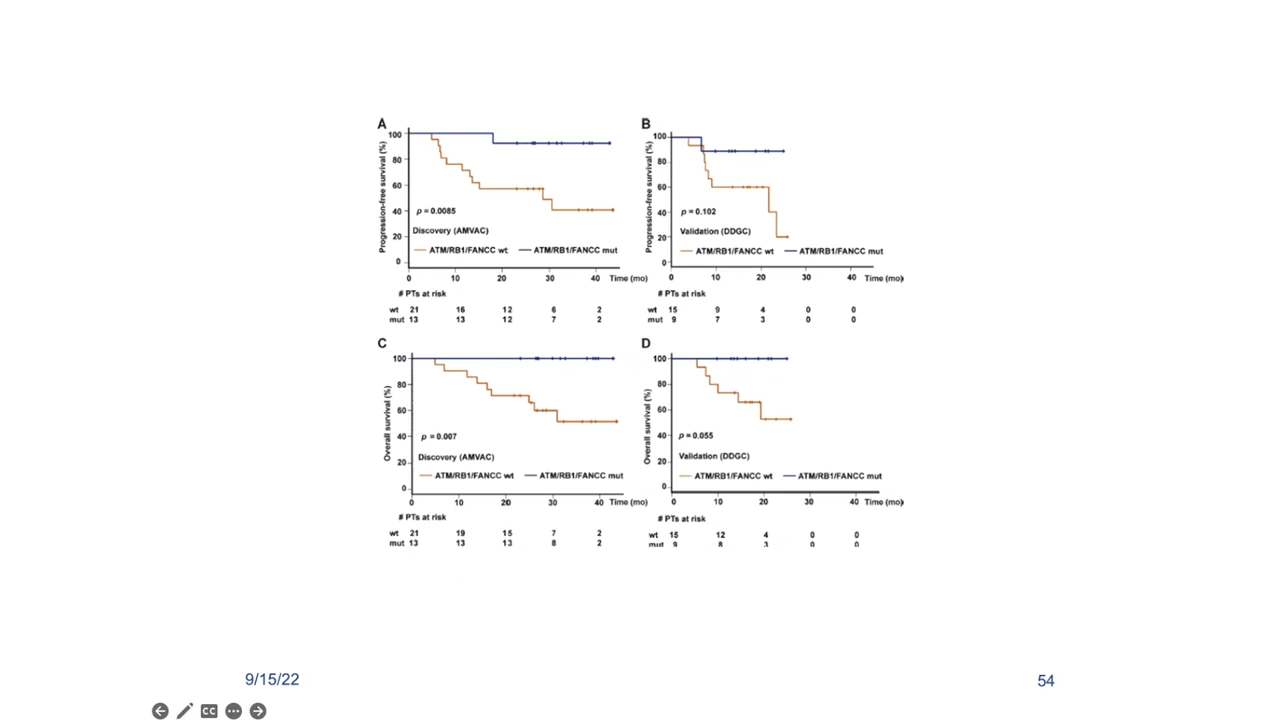 A
100
80
60
40
20
0
Progression-free survival (%)
p = 0.0085
Discovery (AMVAC)
ATM/RB1/FANCC wt ATM/RB1/FANCC mut
0 10 20 30 40 Time (mo)
# PTs at risk
wt 21 16 12 6 2
mut 13 13 12 7 2
B
100
80
60
40
20
0
Progression-free survival (%)
p = 0.102
Validation (DDGC)
ATM/RB1/FANCC wt ATM/RB1/FANCC mut
0 10 20 30 40 Time (mo)
# PTs at risk
wt 15 9 4 0 0
mut 9 7 3 0 0
C
100
80
60
40
20
0
Overall survival (%)
p = 0.007
Discovery (AMVAC)
ATM/RB1/FANCC wt ATM/RB1/FANCC mut
0 10 20 30 40 Time (mo)
# PTs at risk
wt 21 19 15 7 2
mut 13 13 13 8 2
D
100
80
60
40
20
0
Overall survival (%)
p = 0.055
Validation (DDGC)
ATM/RB1/FANCC wt ATM/RB1/FANCC mut
0 10 20 30 40 Time (mo)
# PTs at risk
wt 15 12 4 0 0
mut 9 8 3 0 0
9/15/22
54
CC